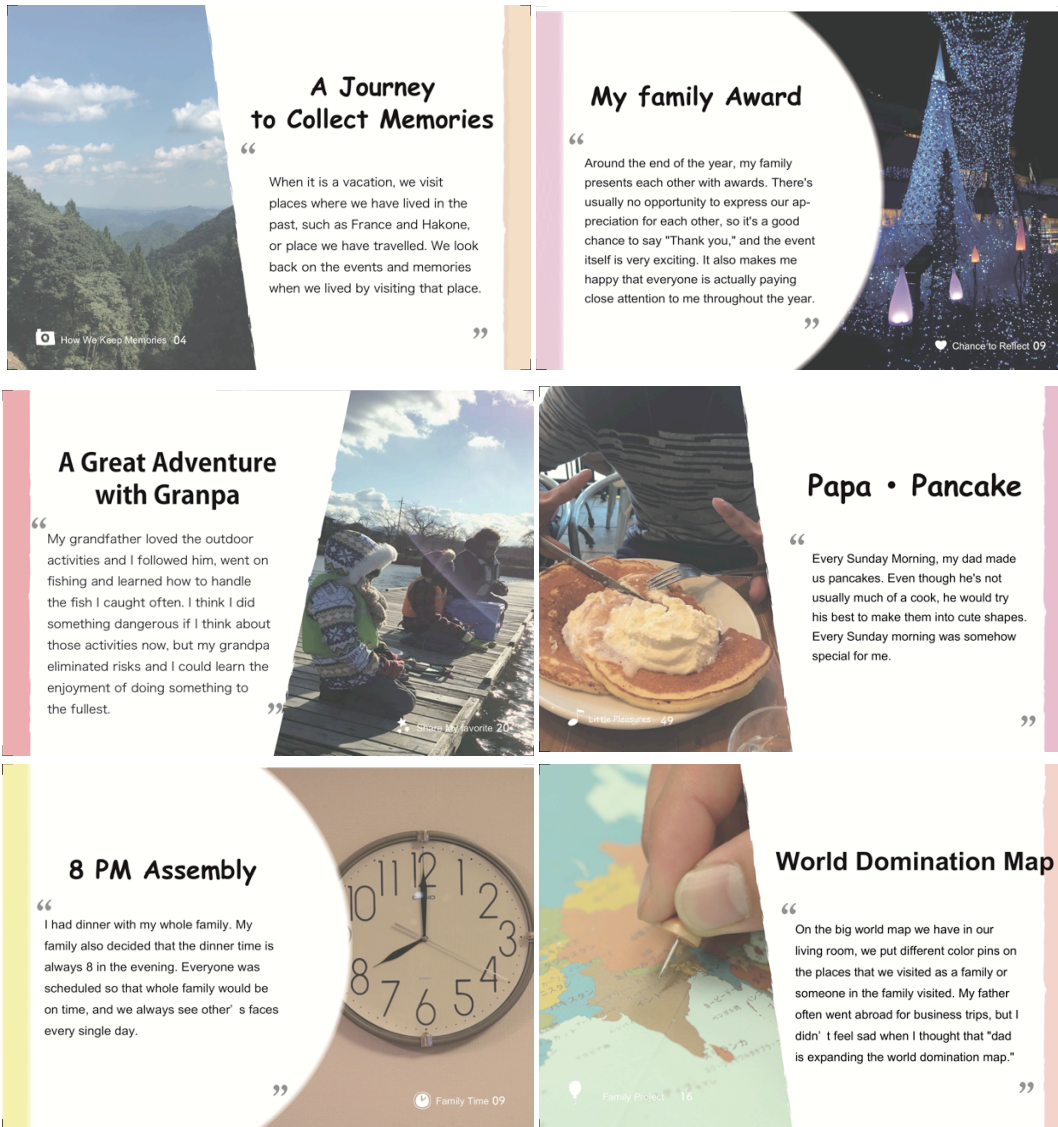 A Journey
to Collect Memories
“
When it is a vacation, we visit
places where we have lived in the
past, such as France and Hakone,
or place we have travelled. We look
back on the events and memories
when we lived by visiting that place.
”
How We Keep Memories 04
My family Award
“
Around the end of the year, my family
presents each other with awards. There's
usually no opportunity to express our ap-
preciation for each other, so it's a good
chance to say "Thank you," and the event
itself is very exciting. It also makes me
happy that everyone is actually paying
close attention to me throughout the year.
”
Chance to Reflect 09
A Great Adventure
with Granpa
“
My grandfather loved the outdoor
activities and I followed him, went on
fishing and learned how to handle
the fish I caught often. I think I did
something dangerous if I think about
those activities now, but my grandpa
eliminated risks and I could learn the
enjoyment of doing something to
the fullest.
”
Share My favorite 20
Papa・Pancake
“
Every Sunday Morning, my dad made
us pancakes. Even though he's not
usually much of a cook, he would try
his best to make them into cute shapes.
Every Sunday morning was somehow
special for me.
”
Little Pleasures 49
8 PM Assembly
“
I had dinner with my whole family. My
family also decided that the dinner time is
always 8 in the evening. Everyone was
scheduled so that whole family would be
on time, and we always see other’ s faces
every single day.
”
11 12 1
10 2
3
8 4
7 6 5
Family Time 09
World Domination Map
“
On the big world map we have in our
living room, we put different color pins on
the places that we visited as a family or
someone in the family visited. My father
often went abroad for business trips, but I
didn’ t feel sad when I thought that "dad
is expanding the world domination map."
”
Family Project 16